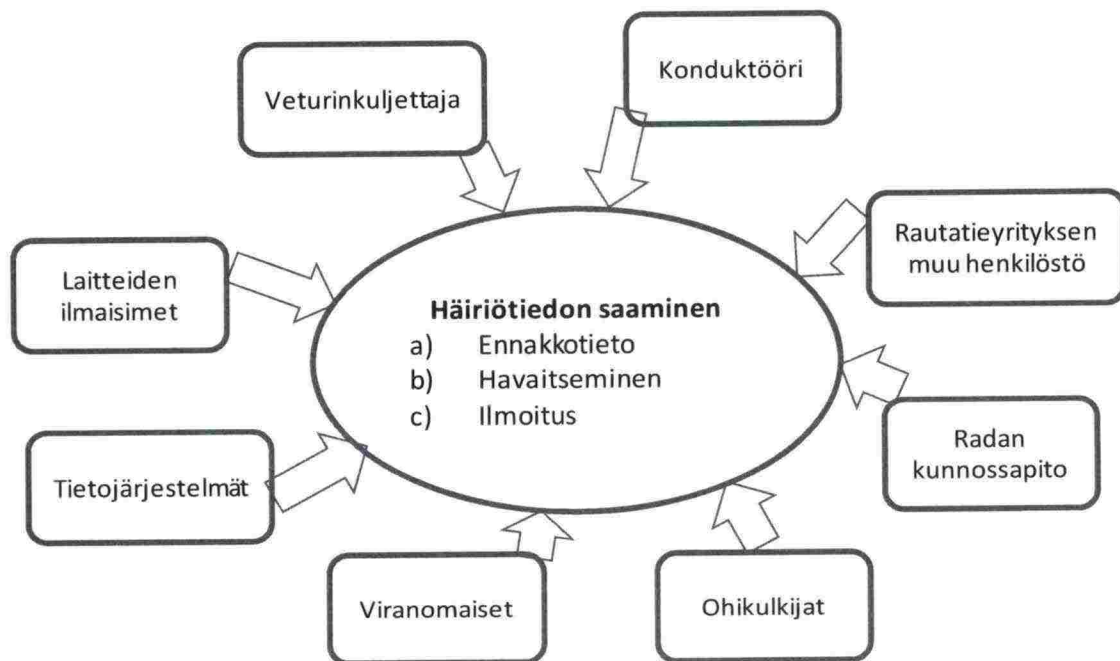 Konduktööri
Veturinkuljettaja
Rautatieyrityksen
muu henkilöstö
Laitteiden
ilmaisimet
Häiriötiedon saaminen
a) Ennakkotieto
b) Havaitseminen
c) Ilmoitus
Radan
kunnossapito
Tietojärjestelmät
Viranomaiset
Ohikulkijat